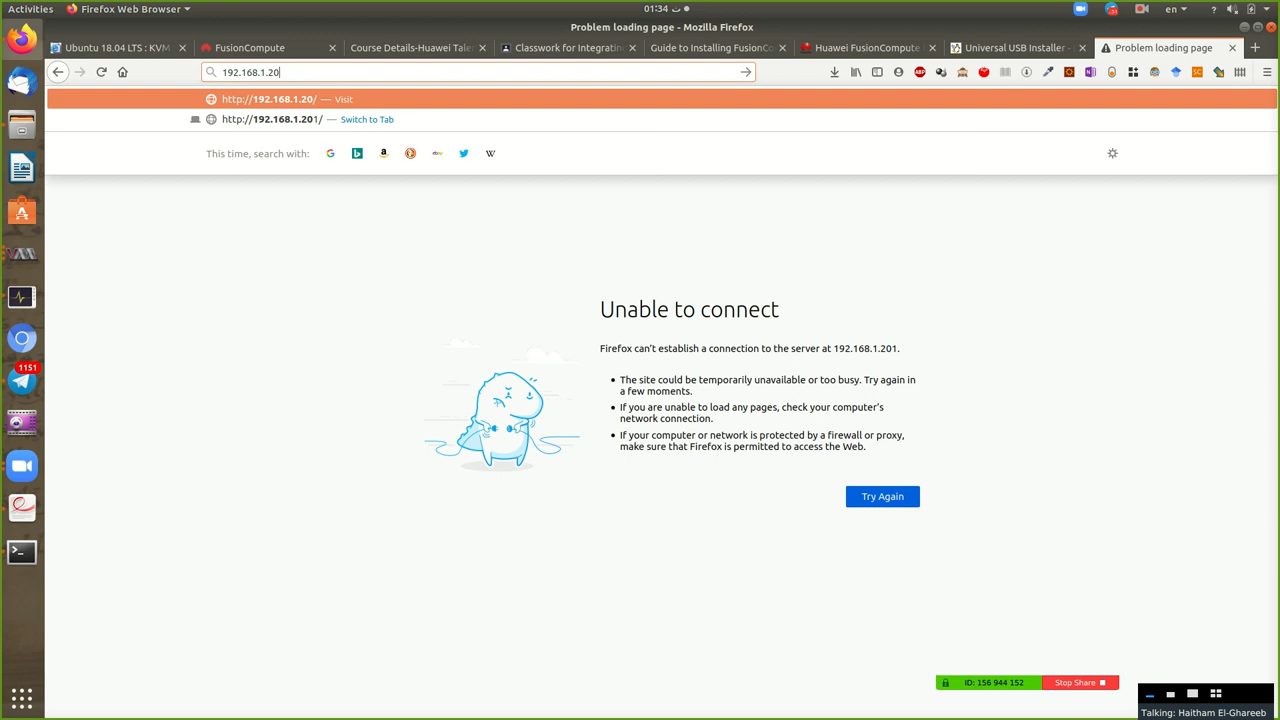 Activities Firefox Web Browser 01:34 ت en
Problem loading page - Mozilla Firefox
Ubuntu 18.04 LTS : KVM FusionCompute Course Details-Huawei Tale Classwork for Integratin Guide to Installing FusionCo Huawei FusionCompute Universal USB Installer - Problem loading page
192.168.1.20
http://192.168.1.20/ — Visit
http://192.168.1.201/ — Switch to Tab
This time, search with:
Unable to connect
Firefox can't establish a connection to the server at 192.168.1.201.
The site could be temporarily unavailable or too busy. Try again in
a few moments.
If you are unable to load any pages, check your computer's
network connection.
If your computer or network is protected by a firewall or proxy,
make sure that Firefox is permitted to access the Web.
Try Again
1151
ID: 156 944 152 Stop Share
Talking: Haitham El-Ghareeb